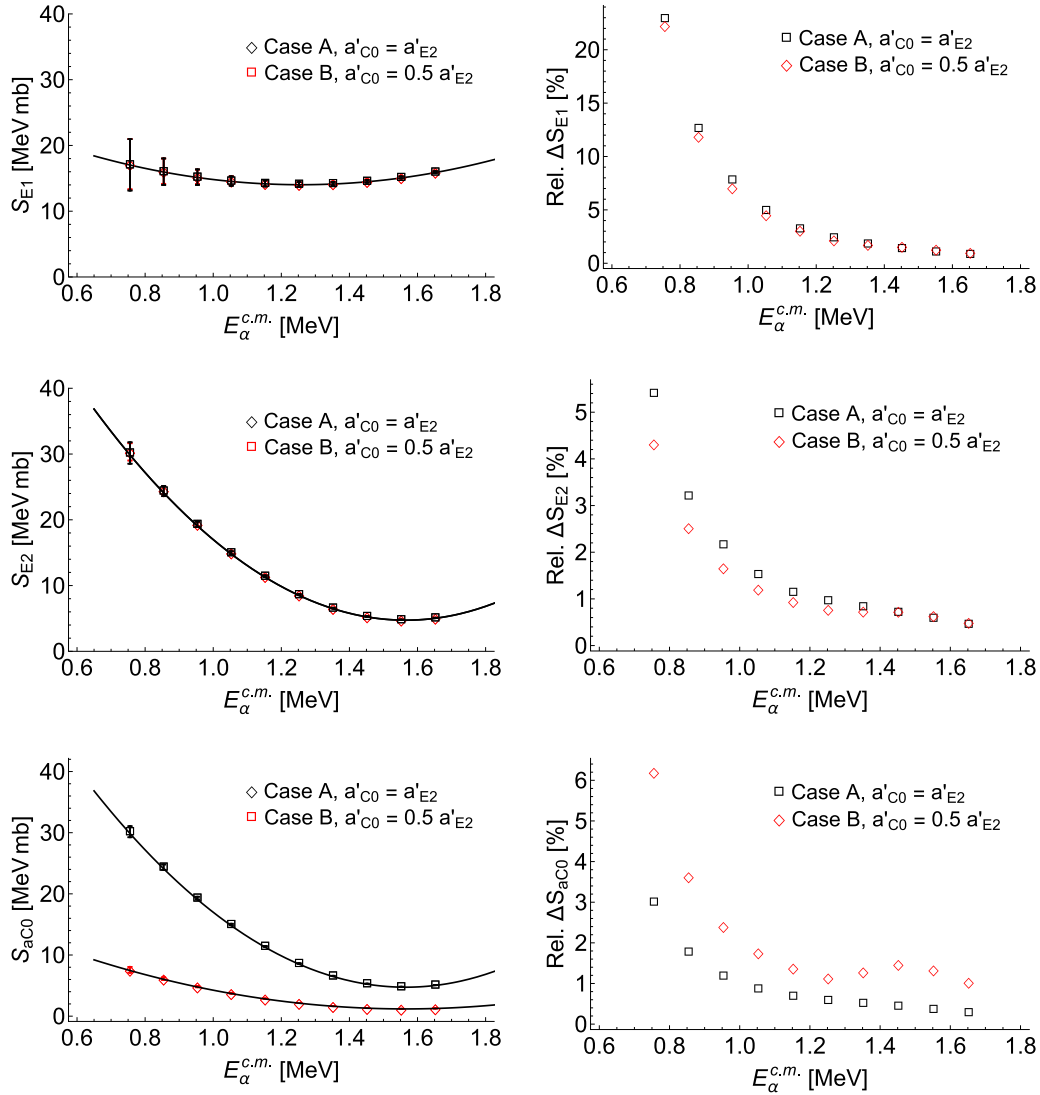 40
30
20
10
0
S_E1 [MeV mb]
◇ Case A, a'_C0 = a'_E2
□ Case B, a'_C0 = 0.5 a'_E2
0.6 0.8 1.0 1.2 1.4 1.6 1.8
E_α^c.m. [MeV]
20
15
10
5
0
Rel. ΔS_E1 [%]
□ Case A, a'_C0 = a'_E2
◇ Case B, a'_C0 = 0.5 a'_E2
0.6 0.8 1.0 1.2 1.4 1.6 1.8
E_α^c.m. [MeV]
40
30
20
10
0
S_E2 [MeV mb]
◇ Case A, a'_C0 = a'_E2
□ Case B, a'_C0 = 0.5 a'_E2
0.6 0.8 1.0 1.2 1.4 1.6 1.8
E_α^c.m. [MeV]
5
4
3
2
1
0
Rel. ΔS_E2 [%]
□ Case A, a'_C0 = a'_E2
◇ Case B, a'_C0 = 0.5 a'_E2
0.6 0.8 1.0 1.2 1.4 1.6 1.8
E_α^c.m. [MeV]
40
30
20
10
0
S_aC0 [MeV mb]
◇ Case A, a'_C0 = a'_E2
□ Case B, a'_C0 = 0.5 a'_E2
0.6 0.8 1.0 1.2 1.4 1.6 1.8
E_α^c.m. [MeV]
6
5
4
3
2
1
0
Rel. ΔS_aC0 [%]
□ Case A, a'_C0 = a'_E2
◇ Case B, a'_C0 = 0.5 a'_E2
0.6 0.8 1.0 1.2 1.4 1.6 1.8
E_α^c.m. [MeV]